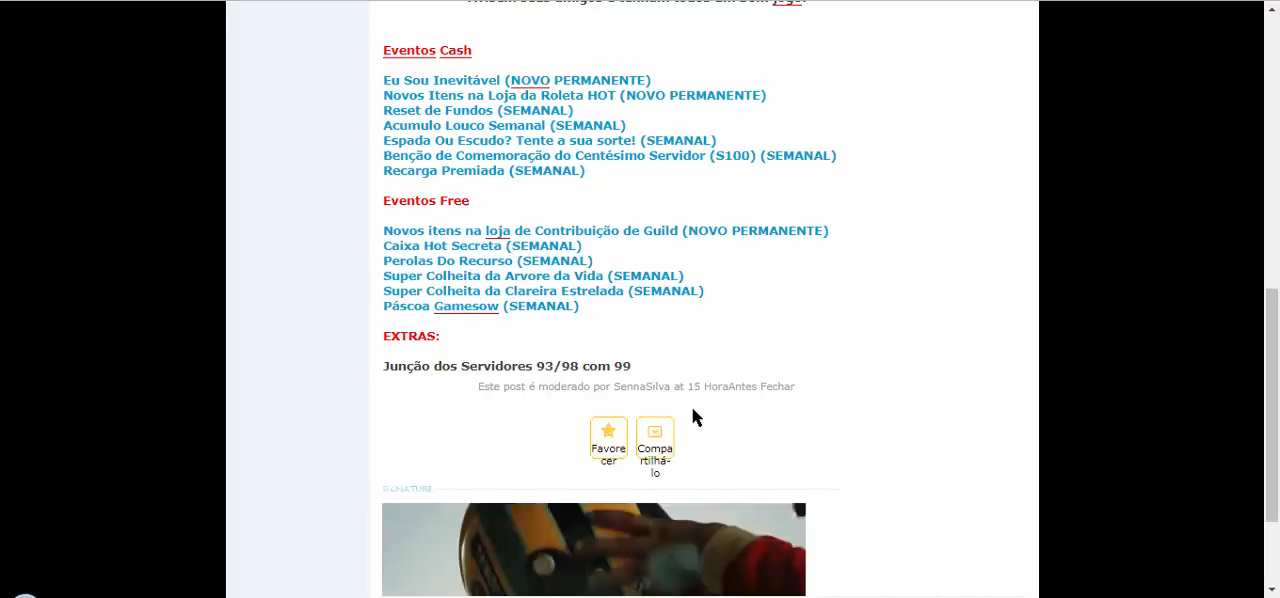 jogo.
Eventos Cash
Eu Sou Inevitável (NOVO PERMANENTE)
Novos Itens na Loja da Roleta HOT (NOVO PERMANENTE)
Reset de Fundos (SEMANAL)
Acumulo Louco Semanal (SEMANAL)
Espada Ou Escudo? Tente a sua sorte! (SEMANAL)
Benção de Comemoração do Centésimo Servidor (S100) (SEMANAL)
Recarga Premiada (SEMANAL)
Eventos Free
Novos itens na loja de Contribuição de Guild (NOVO PERMANENTE)
Caixa Hot Secreta (SEMANAL)
Perolas Do Recurso (SEMANAL)
Super Colheita da Arvore da Vida (SEMANAL)
Super Colheita da Clareira Estrelada (SEMANAL)
Páscoa Gamesow (SEMANAL)
EXTRAS:
Junção dos Servidores 93/98 com 99
Este post é moderado por SennaSilva at 15 HoraAntes Fechar
Favore
cer
Compa
rtilhá-
lo
SIGNATURE